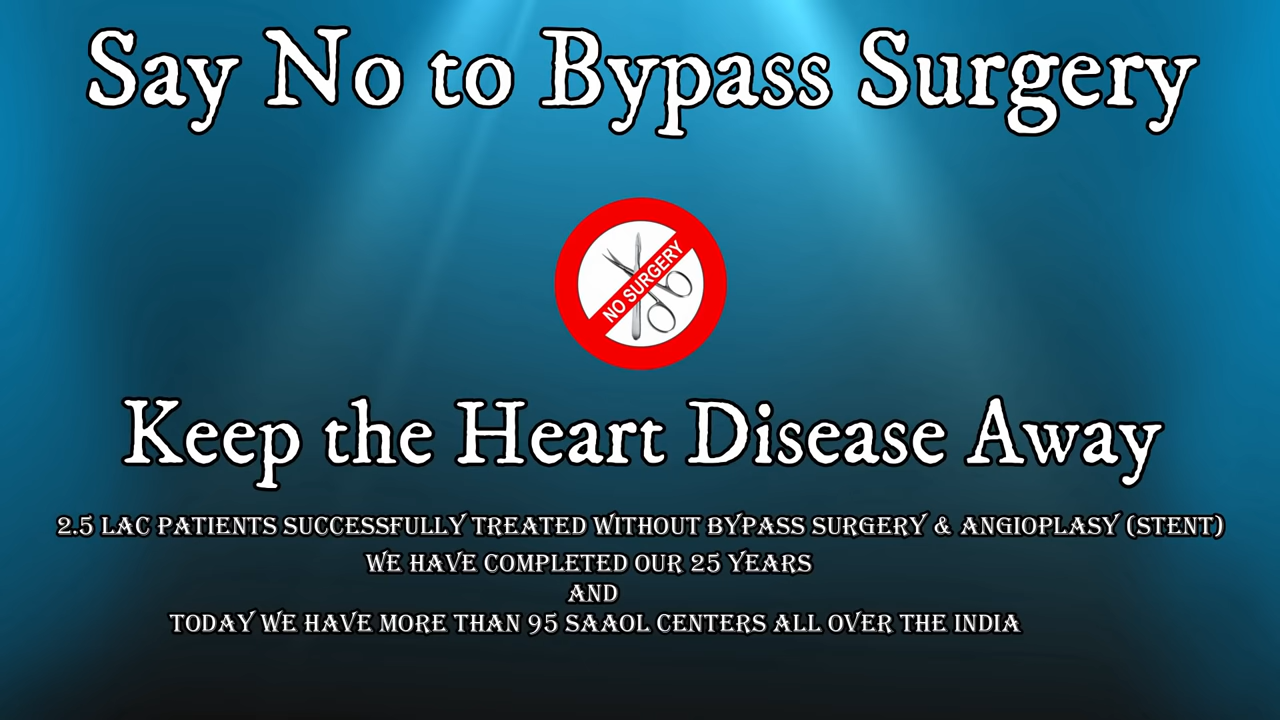 Say No to Bypass Surgery
NO SURGERY
Keep the Heart Disease Away
2.5 LAC PATIENTS SUCCESSFULLY TREATED WITHOUT BYPASS SURGERY & ANGIOPLASY (STENT)
WE HAVE COMPLETED OUR 25 YEARS
AND
TODAY WE HAVE MORE THAN 95 SAAOL CENTERS ALL OVER THE INDIA